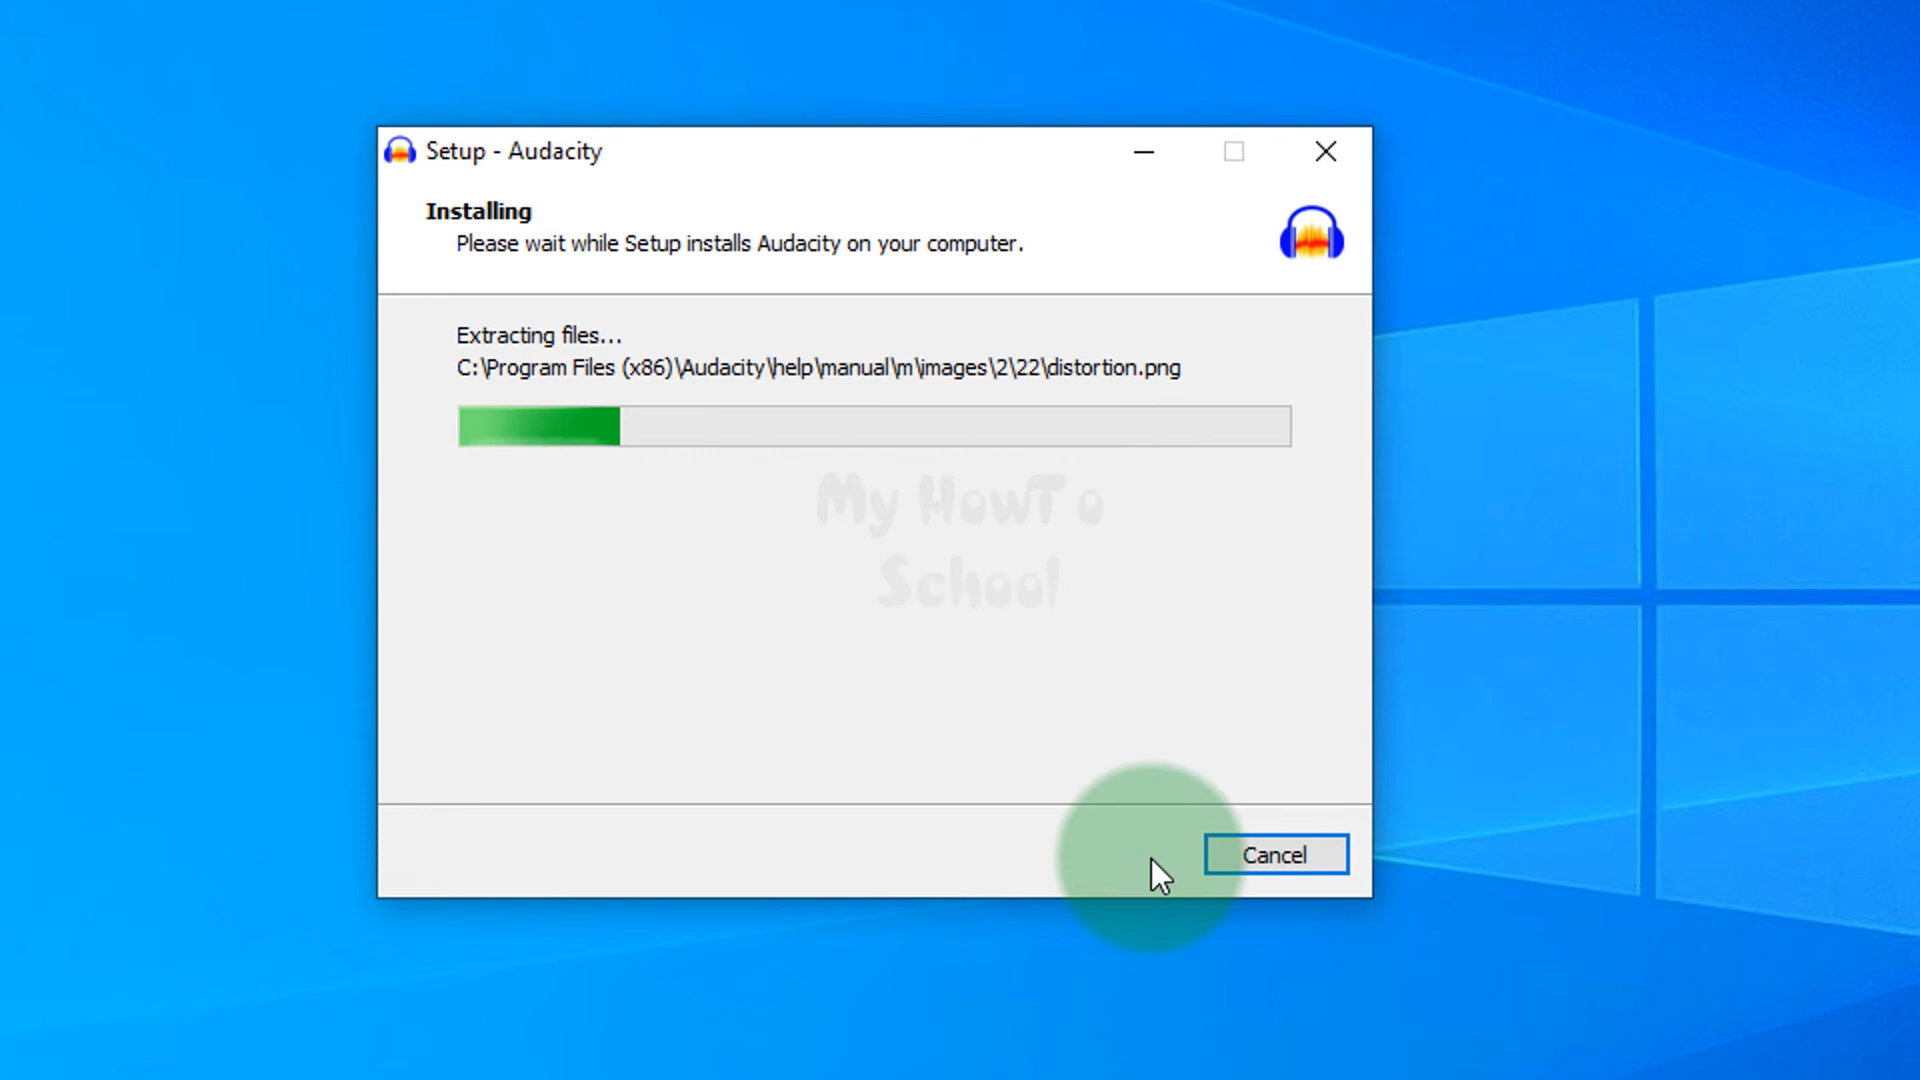 Setup - Audacity
Installing
Please wait while Setup installs Audacity on your computer.
Extracting files...
C:\Program Files (x86)\Audacity\help\manual\m\images\2\22\distortion.png
My HowTo
School
Cancel